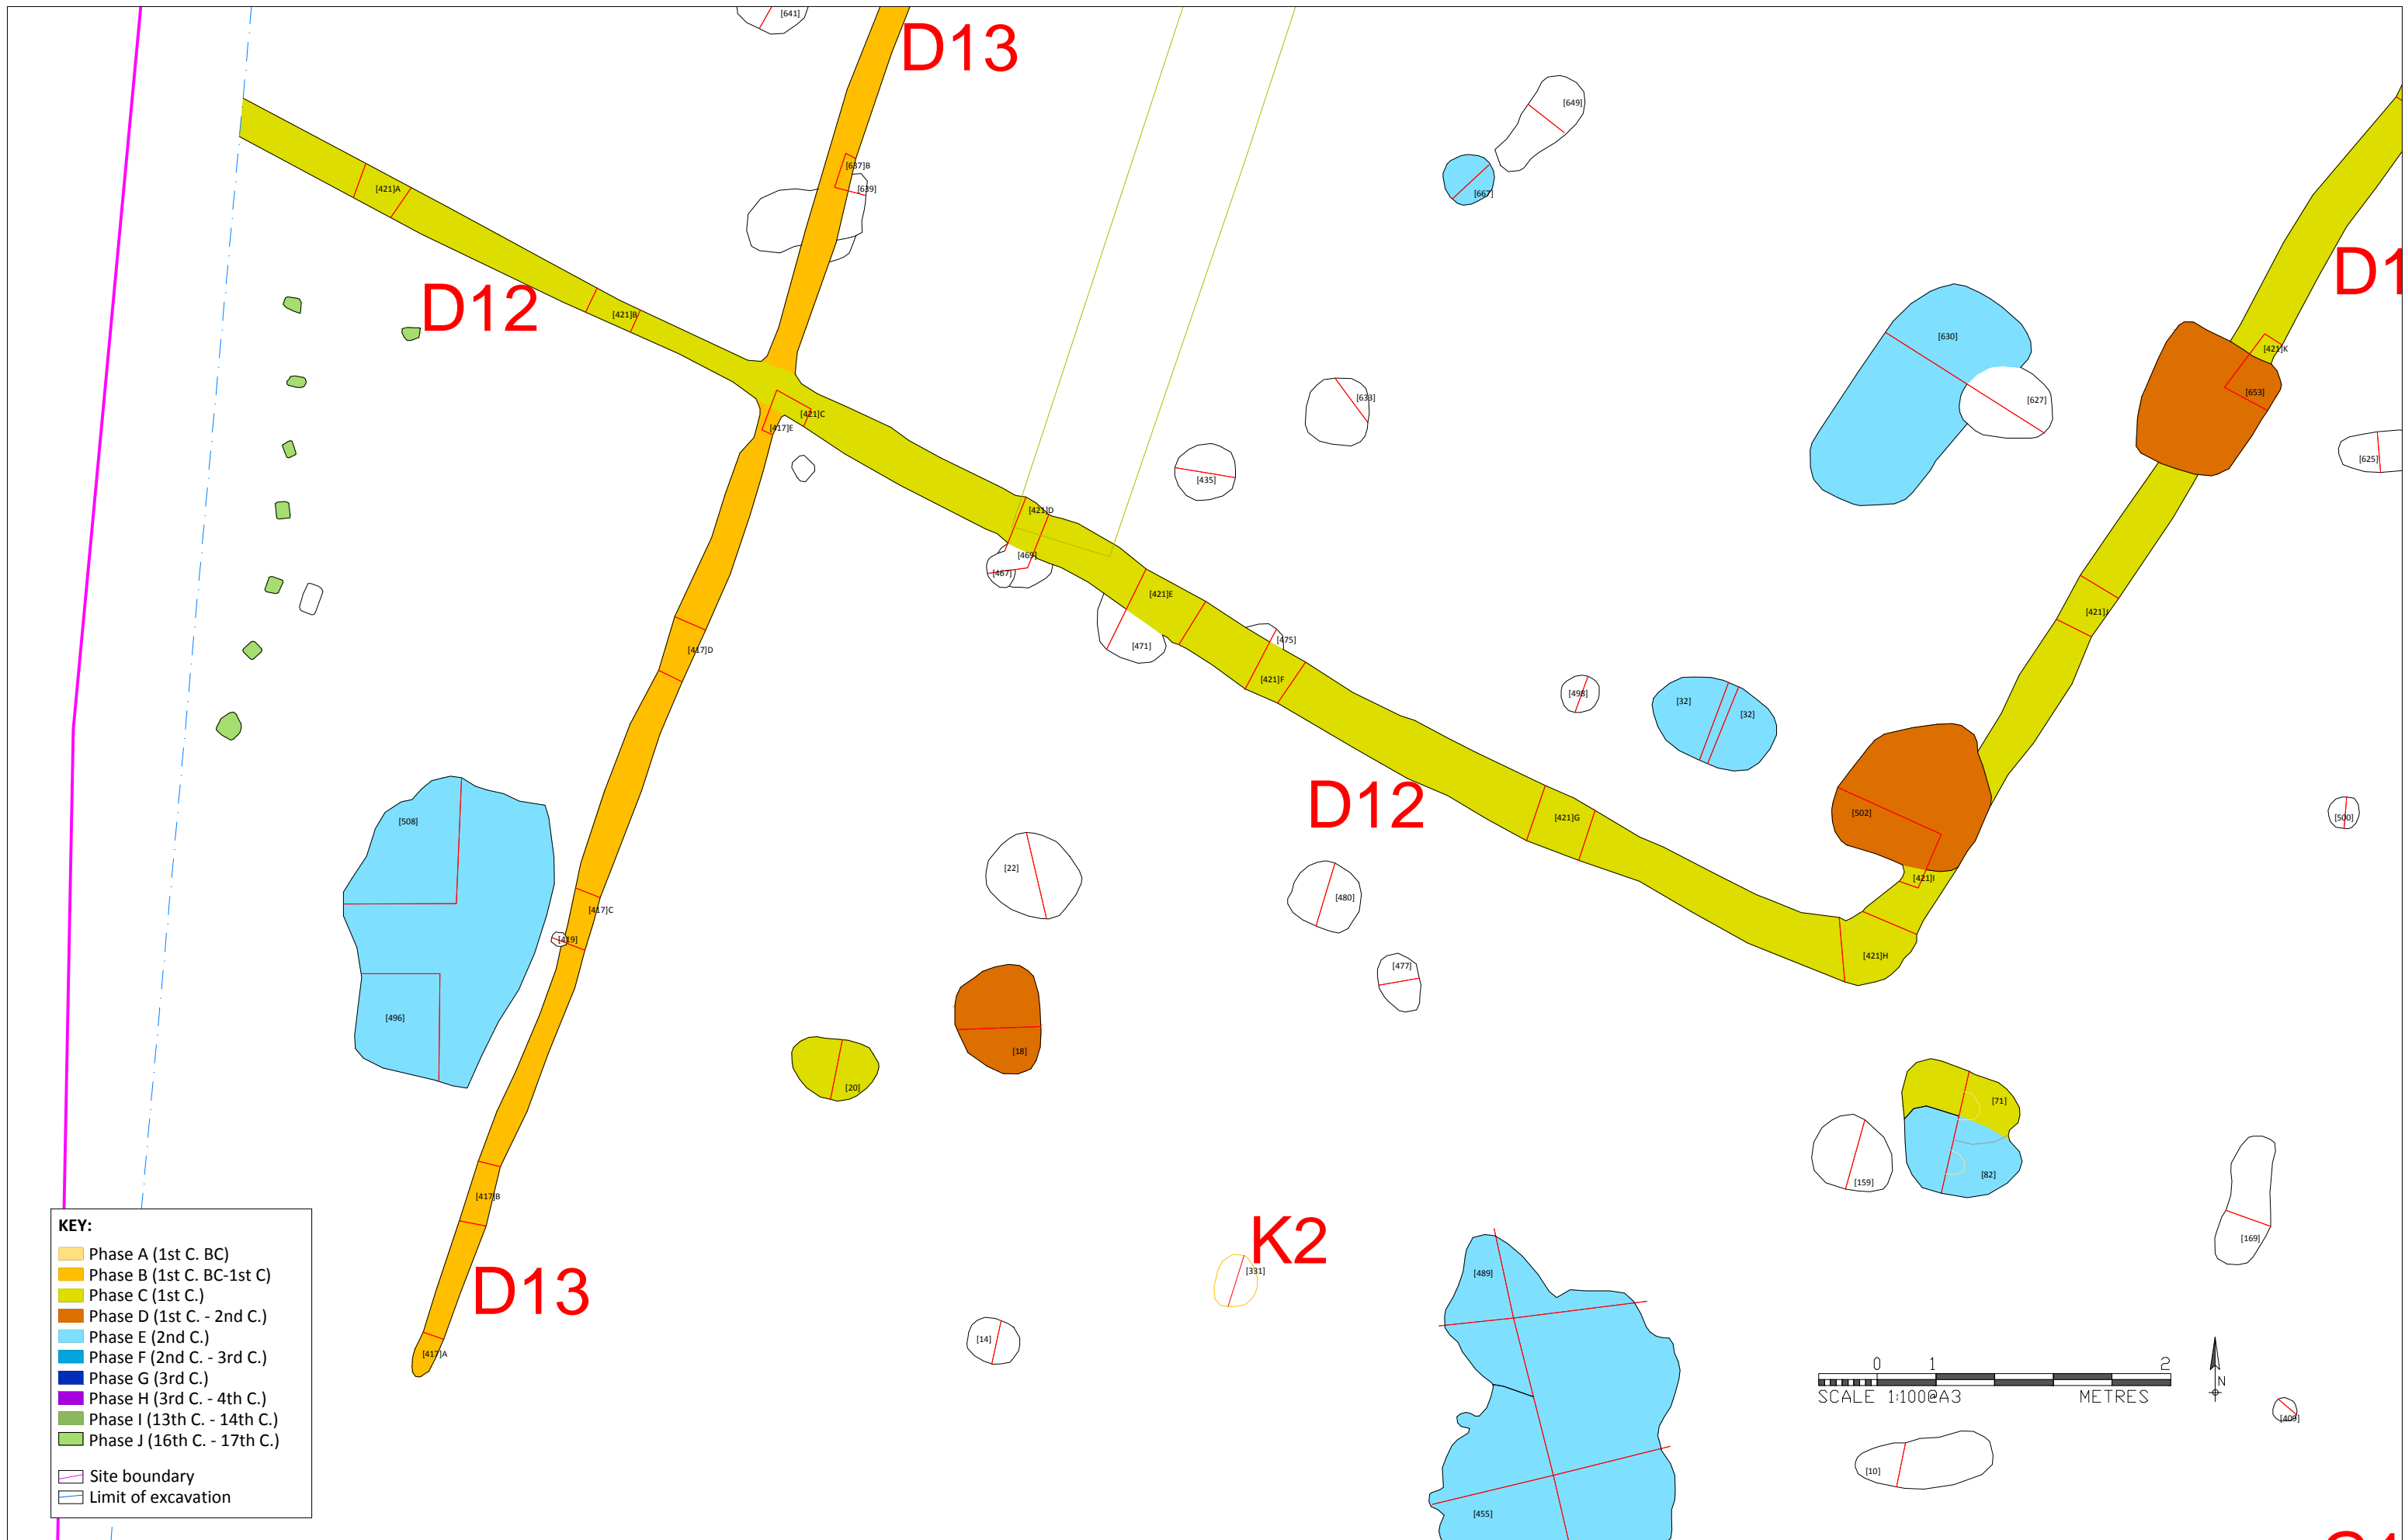 [641]
D13
[649]
[637]B
[639]
[667]
[421]A
D12
[421]B
D1
[630]
[421]K
[653]
[633]
[627]
[421]C
[417]E
[435]
[625]
[421]D
[469]
[467]
[421]E
[421]J
[471]
[475]
[417]D
[421]F
[498]
[32]
[32]
D12
[508]
[502]
[421]G
[500]
[22]
[421]I
[480]
[417]C
[419]
[421]H
[477]
[496]
[18]
[20]
[71]
[82]
[159]
[417]B
[169]
K2
[331]
[489]
D13
[14]
[417]A
KEY:
Phase A (1st C. BC)
Phase B (1st C. BC-1st C)
Phase C (1st C.)
Phase D (1st C. - 2nd C.)
Phase E (2nd C.)
Phase F (2nd C. - 3rd C.)
Phase G (3rd C.)
Phase H (3rd C. - 4th C.)
Phase I (13th C. - 14th C.)
Phase J (16th C. - 17th C.)
Site boundary
Limit of excavation
0 1 2
SCALE 1:100@A3 METRES
N
[409]
[10]
[455]